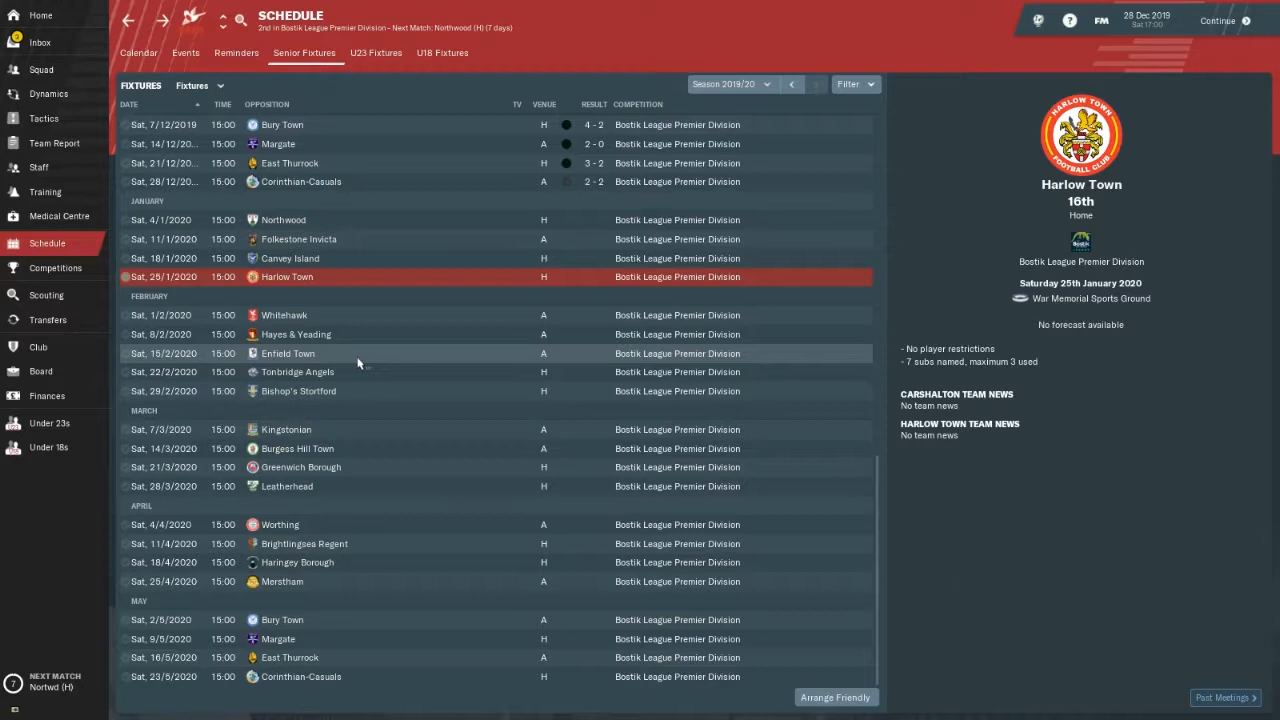 Home
3
Inbox
Squad
Dynamics
Tactics
Team Report
Staff
Training
Medical Centre
Schedule
Competitions
Scouting
Transfers
Club
Board
Finances
Under 23s
Under 18s
NEXT MATCH
Nortwd (H)
SCHEDULE
2nd in Bostik League Premier Division - Next Match: Northwood (H) (7 days)
? FM 28 Dec 2019
Sat 17:00
Continue
Calendar Events Reminders Senior Fixtures U23 Fixtures U18 Fixtures
FIXTURES Fixtures Season 2019/20 Filter
DATE TIME OPPOSITION TV VENUE RESULT COMPETITION
Sat, 7/12/2019 15:00 Bury Town H 4 - 2 Bostik League Premier Division
Sat, 14/12/20... 15:00 Margate A 2 - 0 Bostik League Premier Division
Sat, 21/12/20... 15:00 East Thurrock H 3 - 2 Bostik League Premier Division
Sat, 28/12/20... 15:00 Corinthian-Casuals A 2 - 2 Bostik League Premier Division
JANUARY
Sat, 4/1/2020 15:00 Northwood H Bostik League Premier Division
Sat, 11/1/2020 15:00 Folkestone Invicta A Bostik League Premier Division
Sat, 18/1/2020 15:00 Canvey Island H Bostik League Premier Division
Sat, 25/1/2020 15:00 Harlow Town H Bostik League Premier Division
FEBRUARY
Sat, 1/2/2020 15:00 Whitehawk A Bostik League Premier Division
Sat, 8/2/2020 15:00 Hayes & Yeading A Bostik League Premier Division
Sat, 15/2/2020 15:00 Enfield Town A Bostik League Premier Division
Sat, 22/2/2020 15:00 Tonbridge Angels H Bostik League Premier Division
Sat, 29/2/2020 15:00 Bishop's Stortford H Bostik League Premier Division
MARCH
Sat, 7/3/2020 15:00 Kingstonian A Bostik League Premier Division
Sat, 14/3/2020 15:00 Burgess Hill Town A Bostik League Premier Division
Sat, 21/3/2020 15:00 Greenwich Borough H Bostik League Premier Division
Sat, 28/3/2020 15:00 Leatherhead H Bostik League Premier Division
APRIL
Sat, 4/4/2020 15:00 Worthing A Bostik League Premier Division
Sat, 11/4/2020 15:00 Brightlingsea Regent H Bostik League Premier Division
Sat, 18/4/2020 15:00 Haringey Borough H Bostik League Premier Division
Sat, 25/4/2020 15:00 Merstham A Bostik League Premier Division
MAY
Sat, 2/5/2020 15:00 Bury Town A Bostik League Premier Division
Sat, 9/5/2020 15:00 Margate H Bostik League Premier Division
Sat, 16/5/2020 15:00 East Thurrock A Bostik League Premier Division
Sat, 23/5/2020 15:00 Corinthian-Casuals H Bostik League Premier Division
Arrange Friendly
HARLOW TOWN
FOOTBALL CLUB
Harlow Town
16th
Home
Bostik
Bostik League Premier Division
Saturday 25th January 2020
War Memorial Sports Ground
No forecast available
- No player restrictions
- 7 subs named, maximum 3 used
CARSHALTON TEAM NEWS
No team news
HARLOW TOWN TEAM NEWS
No team news
Past Meetings